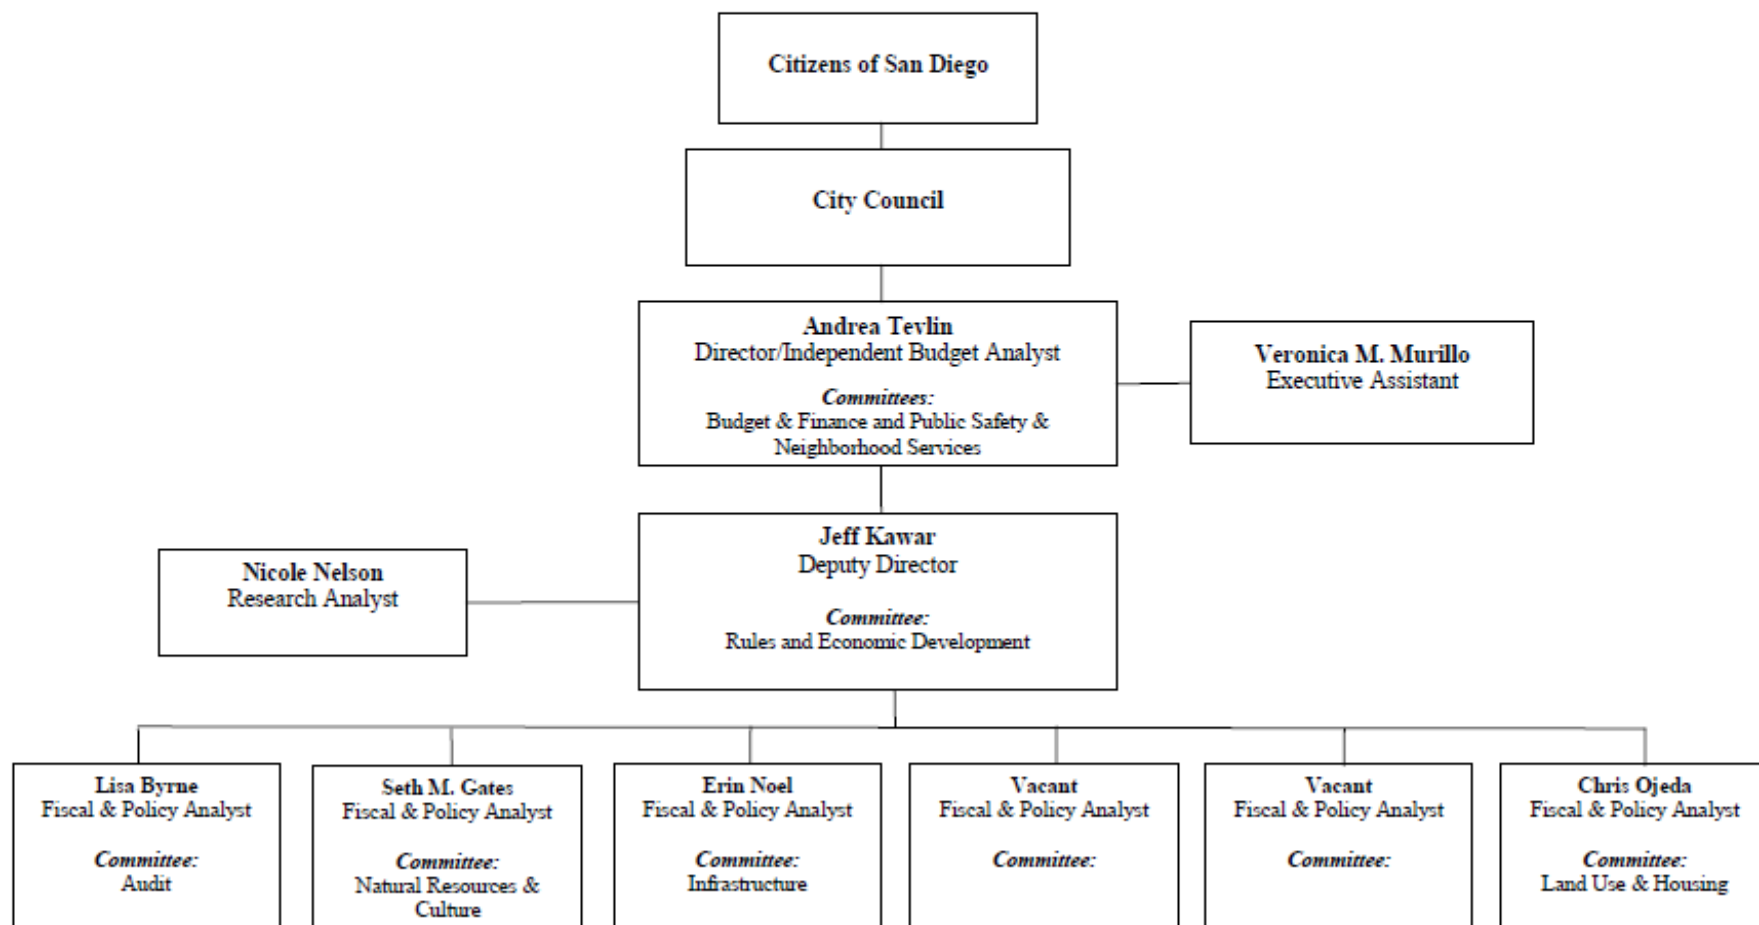 Citizens of San Diego
City Council
Andrea Tevlin
Director/Independent Budget Analyst
Committees:
Budget & Finance and Public Safety &
Neighborhood Services
Veronica M. Murillo
Executive Assistant
Jeff Kawar
Deputy Director
Committee:
Rules and Economic Development
Nicole Nelson
Research Analyst
Lisa Byrne
Fiscal & Policy Analyst
Committee:
Audit
Seth M. Gates
Fiscal & Policy Analyst
Committee:
Natural Resources &
Culture
Erin Noel
Fiscal & Policy Analyst
Committee:
Infrastructure
Vacant
Fiscal & Policy Analyst
Committee:
Vacant
Fiscal & Policy Analyst
Committee:
Chris Ojeda
Fiscal & Policy Analyst
Committee:
Land Use & Housing